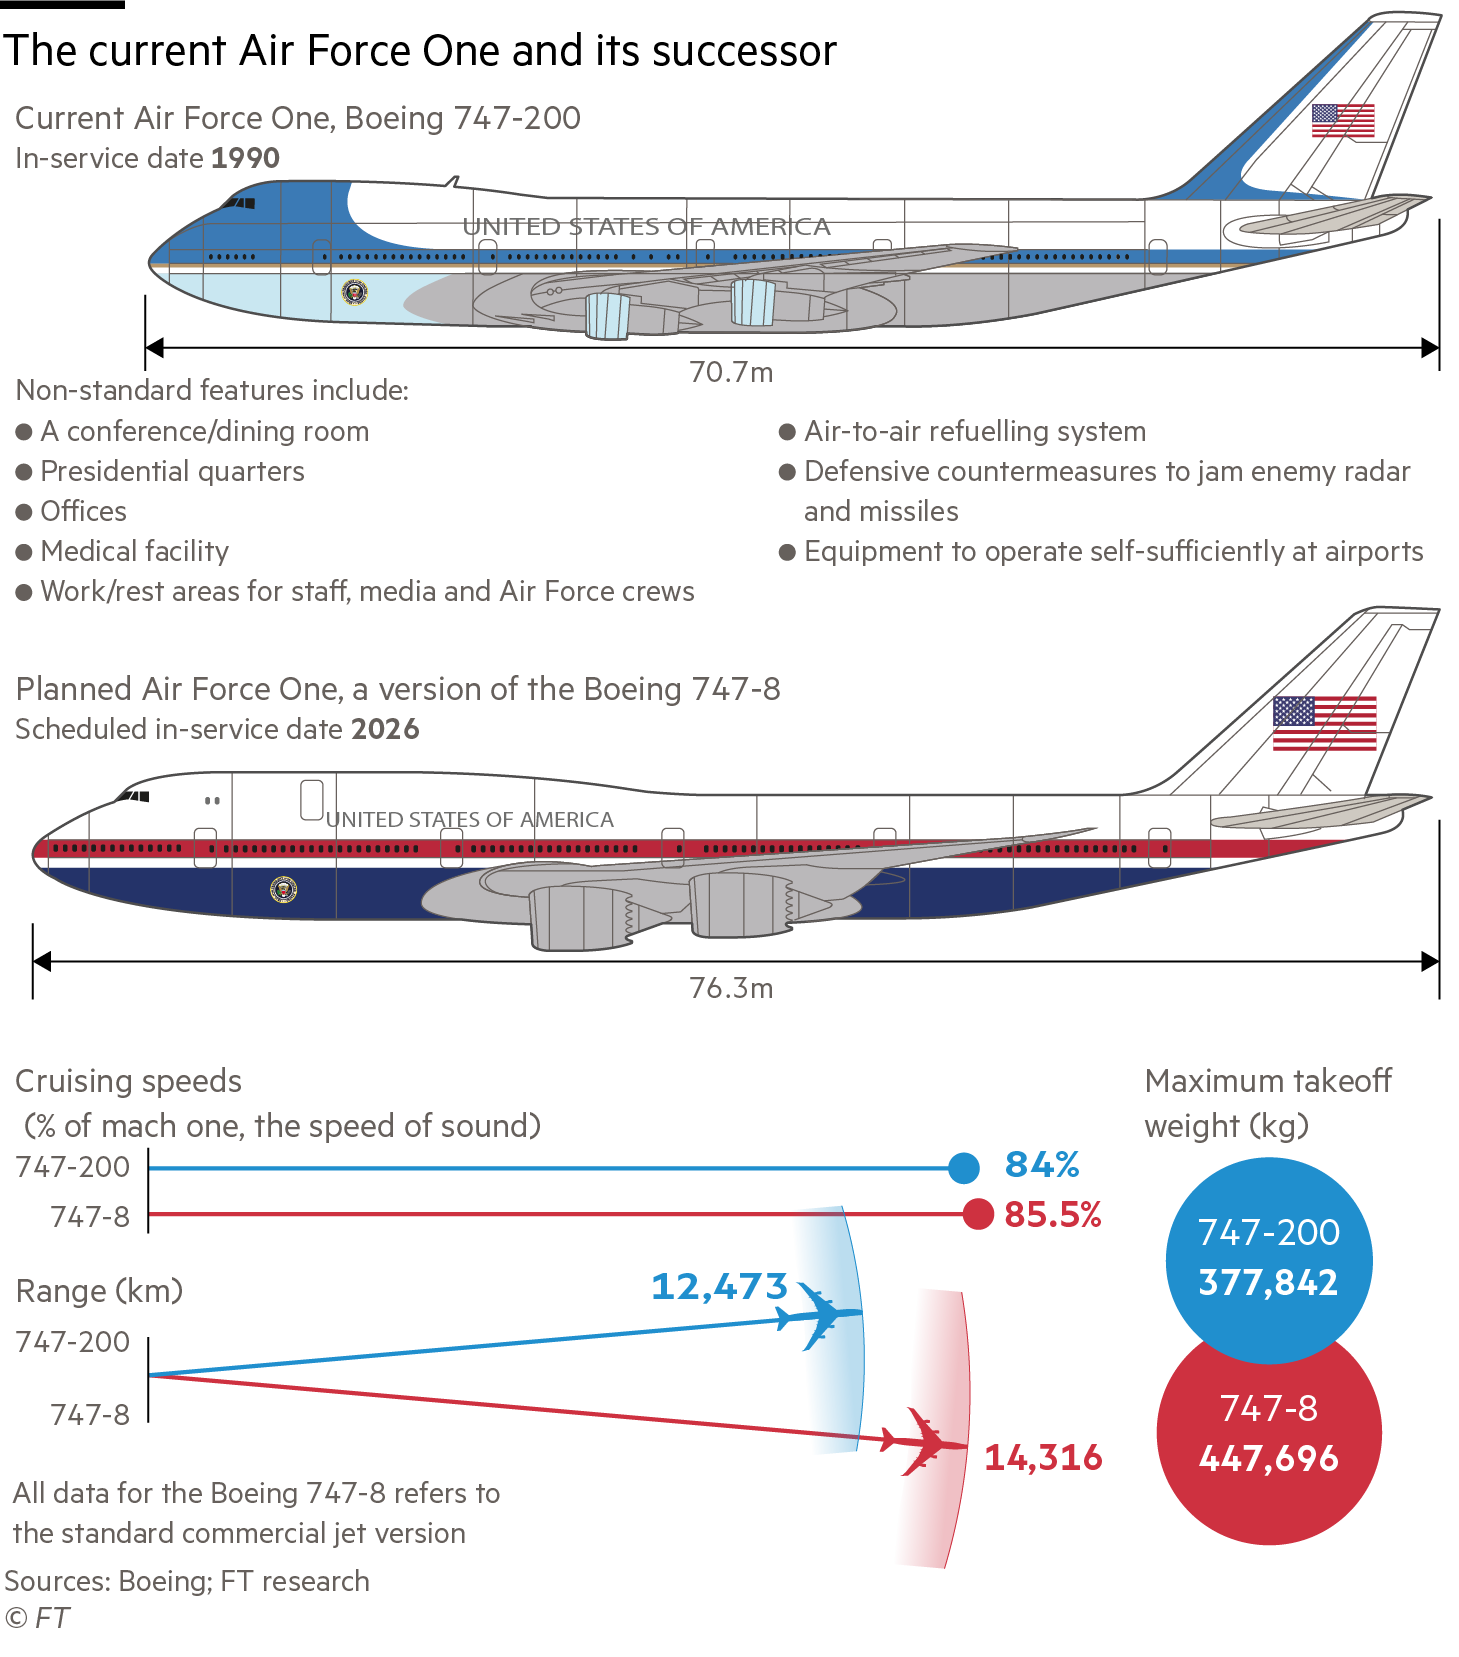 The current Air Force One and its successor
Current Air Force One, Boeing 747-200
In-service date 1990
UNITED STATES OF AMERICA
70.7m
Non-standard features include:
● A conference/dining room
● Presidential quarters
● Offices
● Medical facility
● Work/rest areas for staff, media and Air Force crews
● Air-to-air refuelling system
● Defensive countermeasures to jam enemy radar
and missiles
● Equipment to operate self-sufficiently at airports
Planned Air Force One, a version of the Boeing 747-8
Scheduled in-service date 2026
UNITED STATES OF AMERICA
76.3m
Cruising speeds
(% of mach one, the speed of sound)
747-200
84%
747-8
85.5%
Range (km)
747-200
12,473
747-8
14,316
Maximum takeoff
weight (kg)
747-200
377,842
747-8
447,696
All data for the Boeing 747-8 refers to
the standard commercial jet version
Sources: Boeing; FT research
© FT